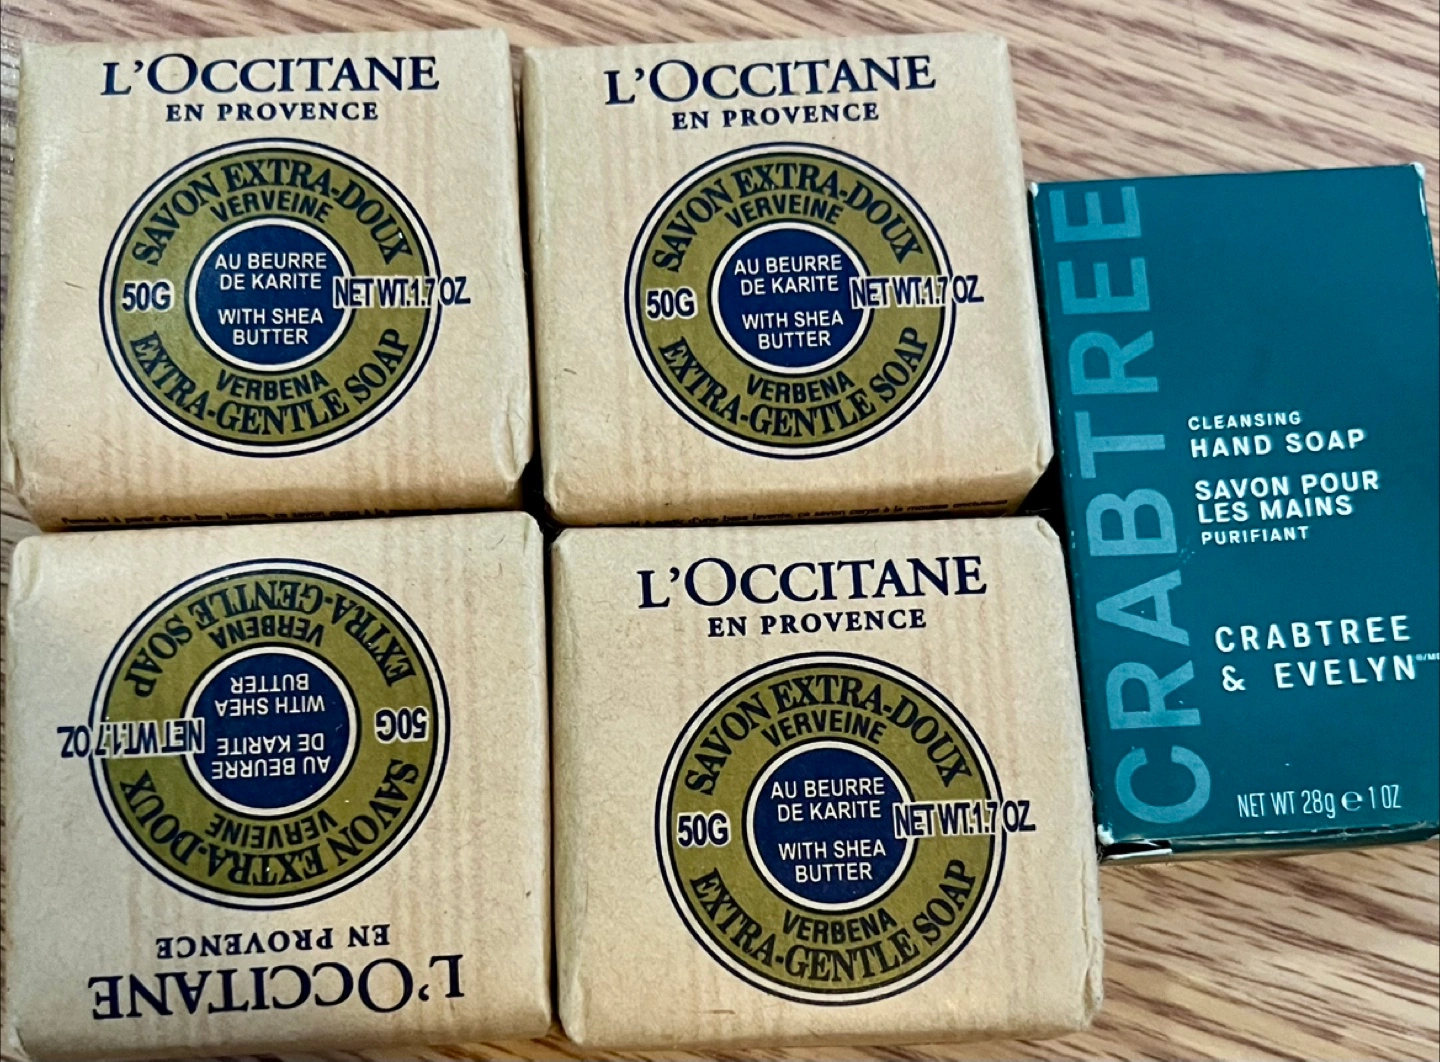 L'OCCITANE
EN PROVENCE
SAVON EXTRA-DOUX
VERVEINE
AU BEURRE
DE KARITE
50G
NET WT.1.7 OZ
WITH SHEA
BUTTER
VERBENA
EXTRA-GENTLE SOAP
L'OCCITANE
EN PROVENCE
SAVON EXTRA-DOUX
VERVEINE
AU BEURRE
DE KARITE
50G
NET WT.1.7 OZ
WITH SHEA
BUTTER
VERBENA
EXTRA-GENTLE SOAP
L'OCCITANE
EN PROVENCE
SAVON EXTRA-DOUX
VERVEINE
AU BEURRE
DE KARITE
50G
NET WT.1.7 OZ
WITH SHEA
BUTTER
VERBENA
EXTRA-GENTLE SOAP
L'OCCITANE
EN PROVENCE
SAVON EXTRA-DOUX
VERVEINE
AU BEURRE
DE KARITE
50G
NET WT.1.7 OZ
WITH SHEA
BUTTER
VERBENA
EXTRA-GENTLE SOAP
CRABTREE
CLEANSING
HAND SOAP
SAVON POUR
LES MAINS
PURIFIANT
CRABTREE
& EVELYN
NET WT 28g e 1 OZ